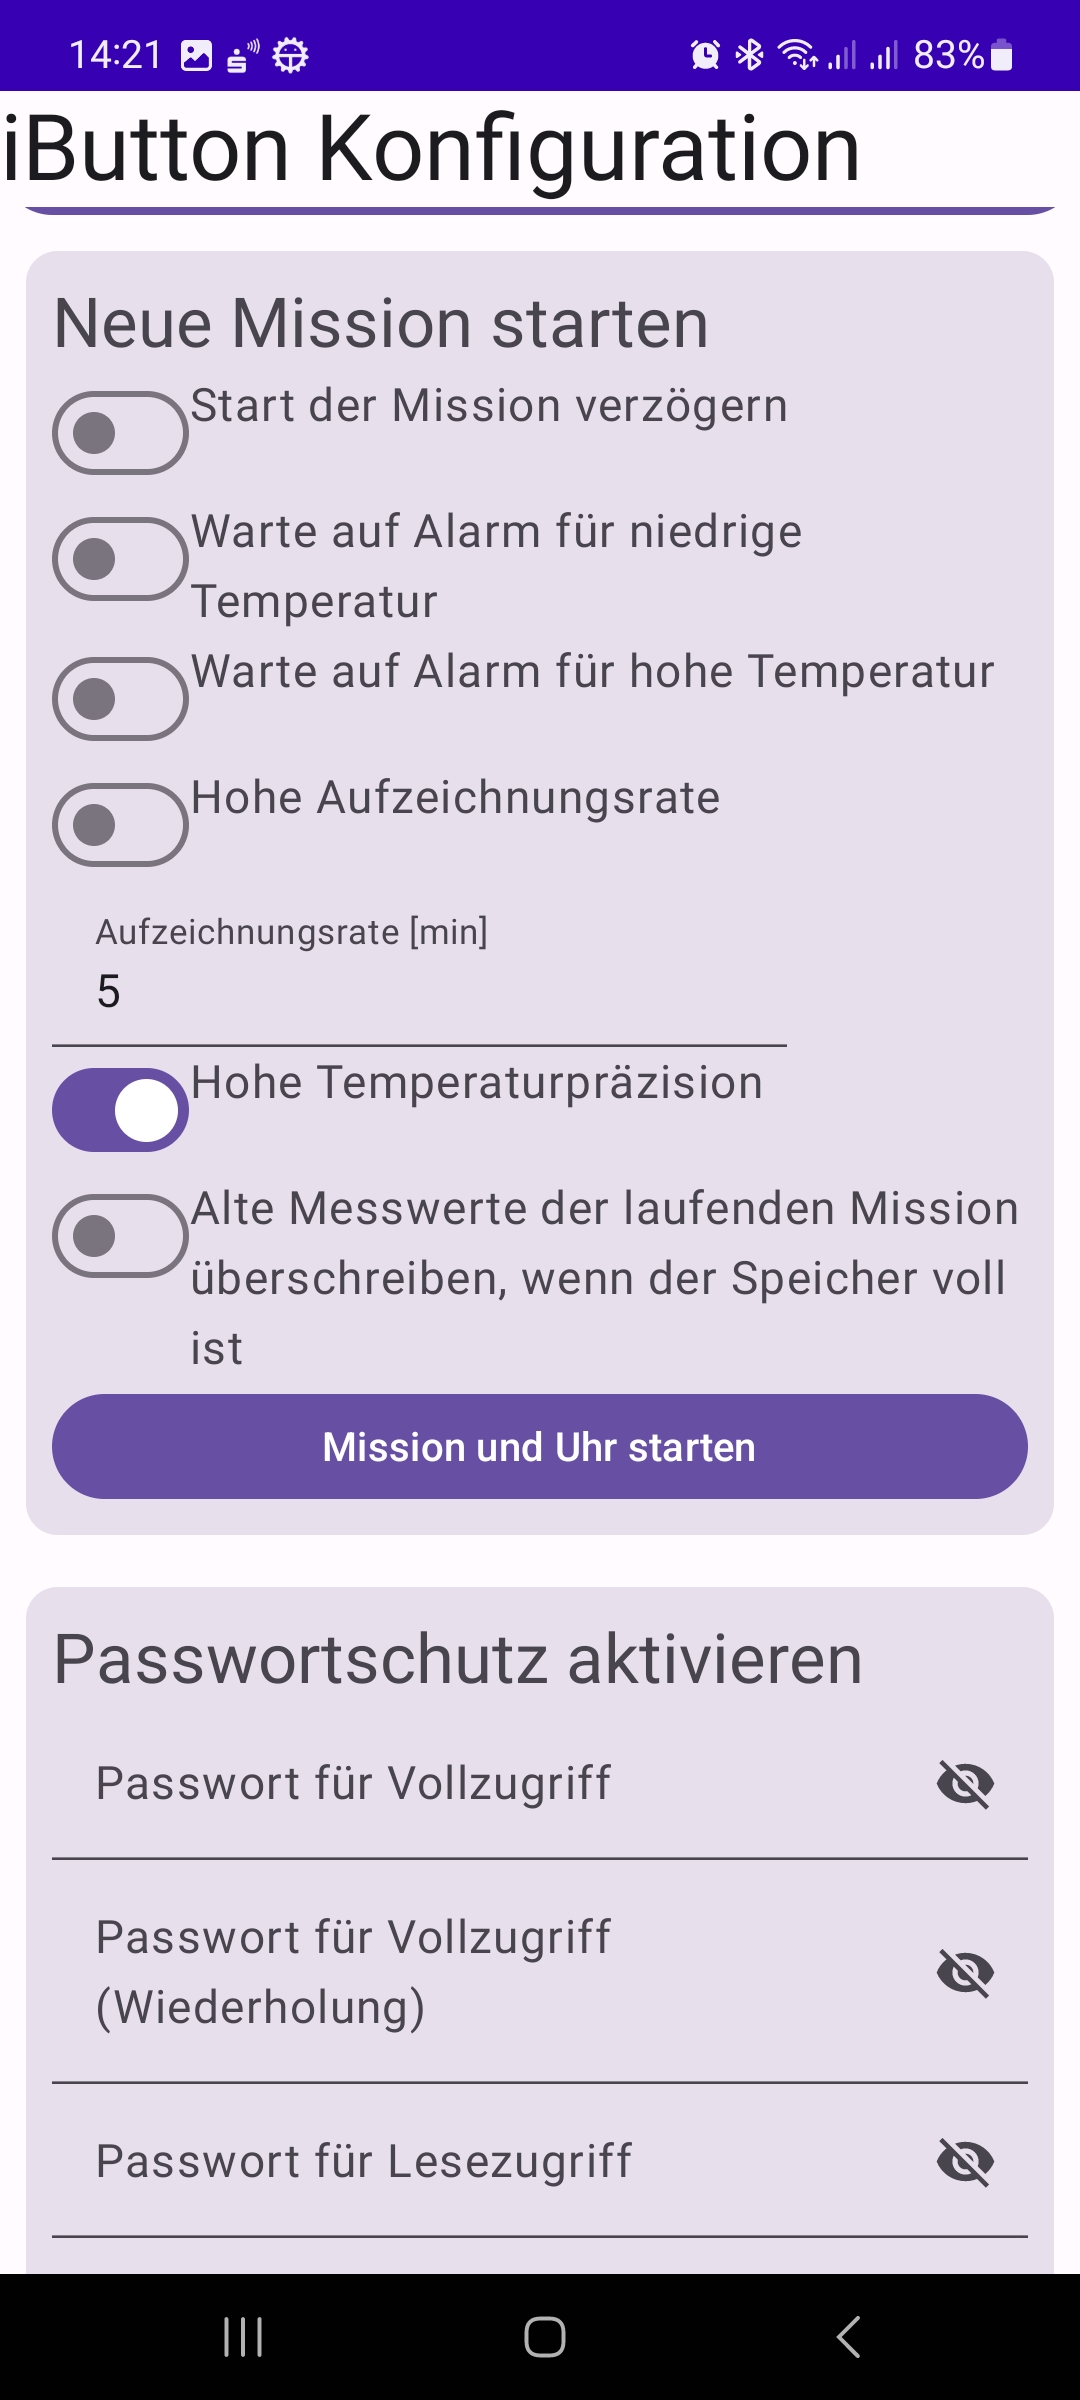 14:21
83%
iButton Konfiguration
Neue Mission starten
Start der Mission verzögern
Warte auf Alarm für niedrige
Temperatur
Warte auf Alarm für hohe Temperatur
Hohe Aufzeichnungsrate
Aufzeichnungsrate [min]
5
Hohe Temperaturpräzision
Alte Messwerte der laufenden Mission
überschreiben, wenn der Speicher voll
ist
Mission und Uhr starten
Passwortschutz aktivieren
Passwort für Vollzugriff
Passwort für Vollzugriff
(Wiederholung)
Passwort für Lesezugriff